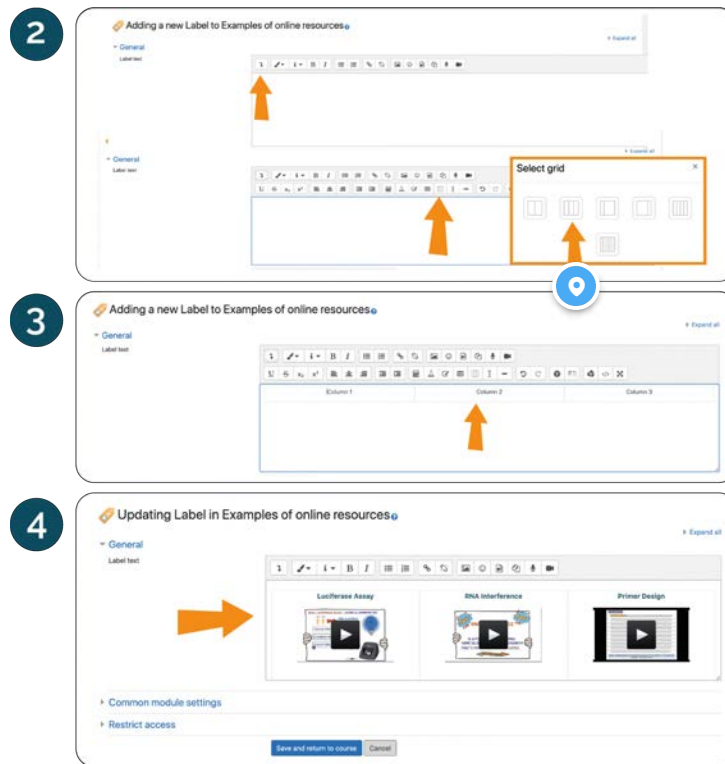 2
Adding a new Label to Examples of online resources
Expand all
General
Label text
B I
Expand all
General
Label text
B I
Select grid
×
3
Adding a new Label to Examples of online resources
Expand all
General
Label text
B I
Column 1 Column 2 Column 3
4
Updating Label in Examples of online resources
Expand all
General
Label text
B I
Luciferase Assay RNA Interference Primer Design
Common module settings
Restrict access
Save and return to course Cancel